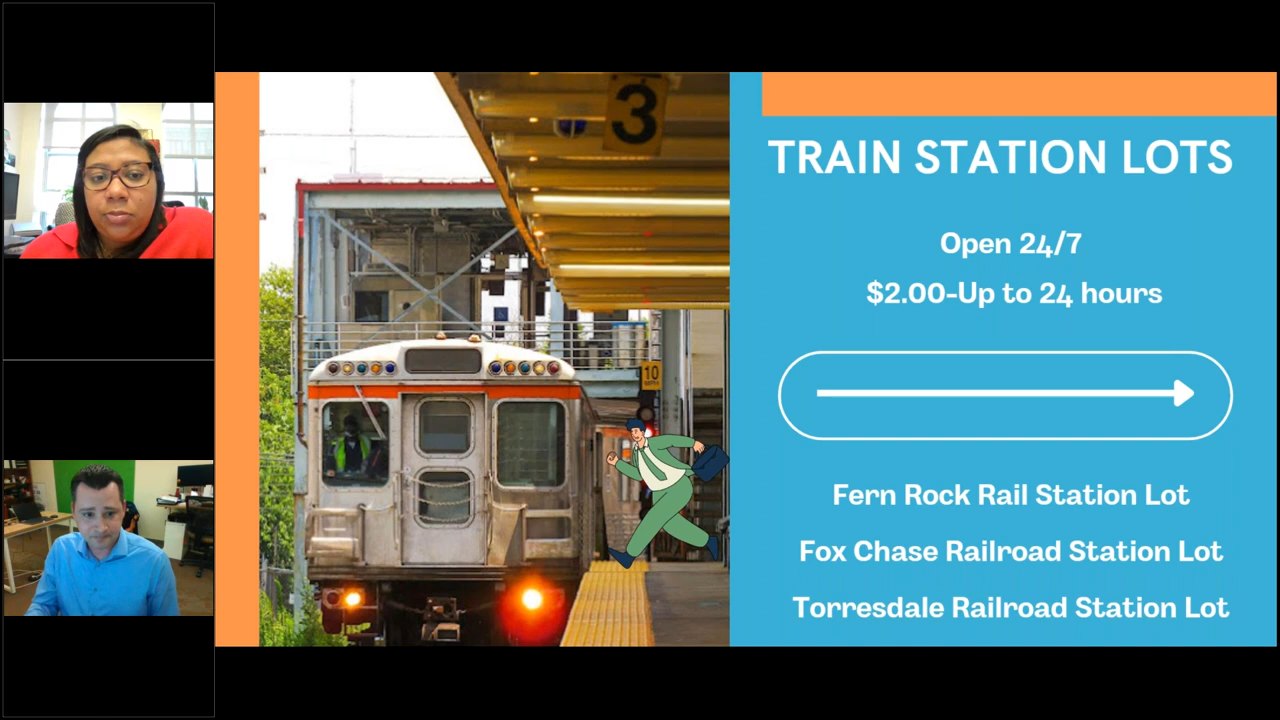 3
10
MPH
TRAIN STATION LOTS
Open 24/7
$2.00-Up to 24 hours
Fern Rock Rail Station Lot
Fox Chase Railroad Station Lot
Torresdale Railroad Station Lot